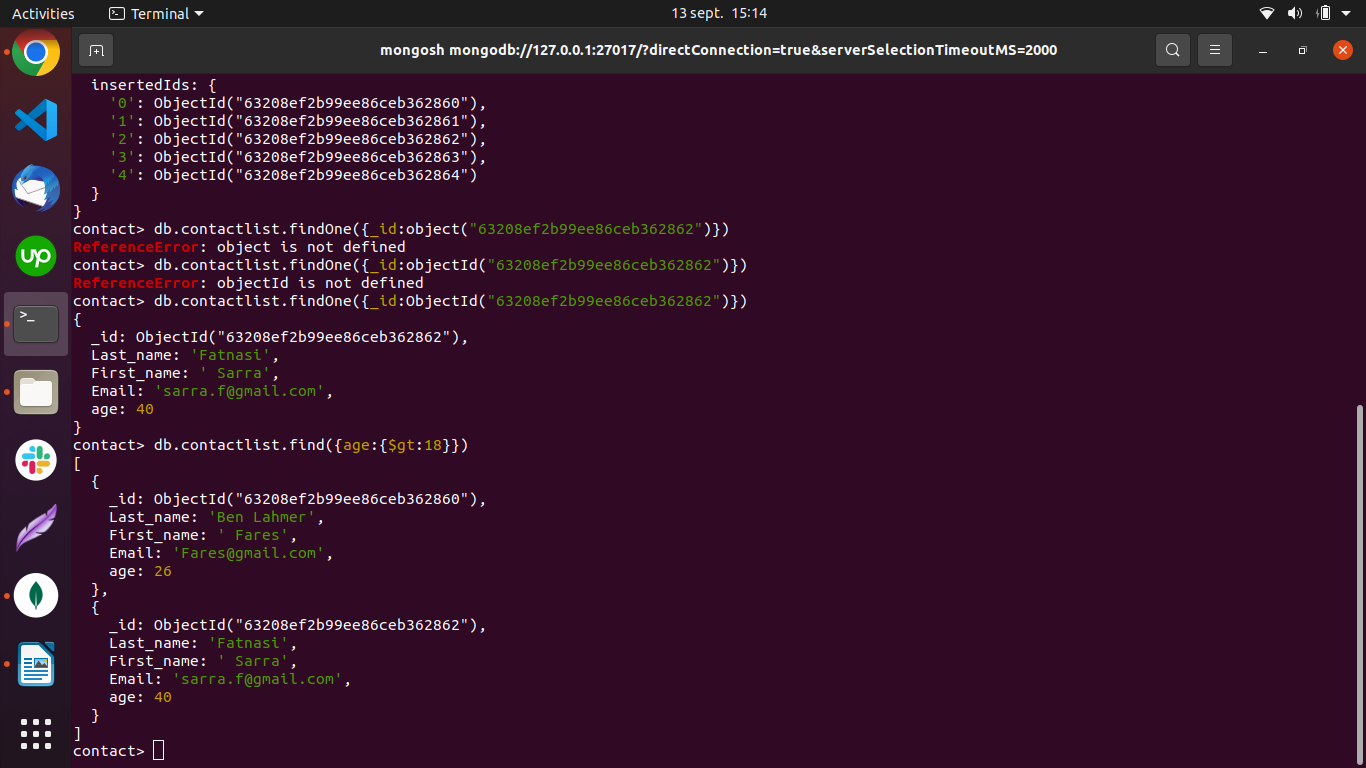 Activities
Terminal
13 sept. 15:14
mongosh mongodb://127.0.0.1:27017/?directConnection=true&serverSelectionTimeoutMS=2000
  insertedIds: {
    '0': ObjectId("63208ef2b99ee86ceb362860"),
    '1': ObjectId("63208ef2b99ee86ceb362861"),
    '2': ObjectId("63208ef2b99ee86ceb362862"),
    '3': ObjectId("63208ef2b99ee86ceb362863"),
    '4': ObjectId("63208ef2b99ee86ceb362864")
  }
}
contact> db.contactlist.findOne({_id:object("63208ef2b99ee86ceb362862")})
ReferenceError: object is not defined
contact> db.contactlist.findOne({_id:objectId("63208ef2b99ee86ceb362862")})
ReferenceError: objectId is not defined
contact> db.contactlist.findOne({_id:ObjectId("63208ef2b99ee86ceb362862")})
{
  _id: ObjectId("63208ef2b99ee86ceb362862"),
  Last_name: 'Fatnasi',
  First_name: ' Sarra',
  Email: 'sarra.f@gmail.com',
  age: 40
}
contact> db.contactlist.find({age:{$gt:18}})
[
  {
    _id: ObjectId("63208ef2b99ee86ceb362860"),
    Last_name: 'Ben Lahmer',
    First_name: ' Fares',
    Email: 'Fares@gmail.com',
    age: 26
  },
  {
    _id: ObjectId("63208ef2b99ee86ceb362862"),
    Last_name: 'Fatnasi',
    First_name: ' Sarra',
    Email: 'sarra.f@gmail.com',
    age: 40
  }
]
contact>
up
>_